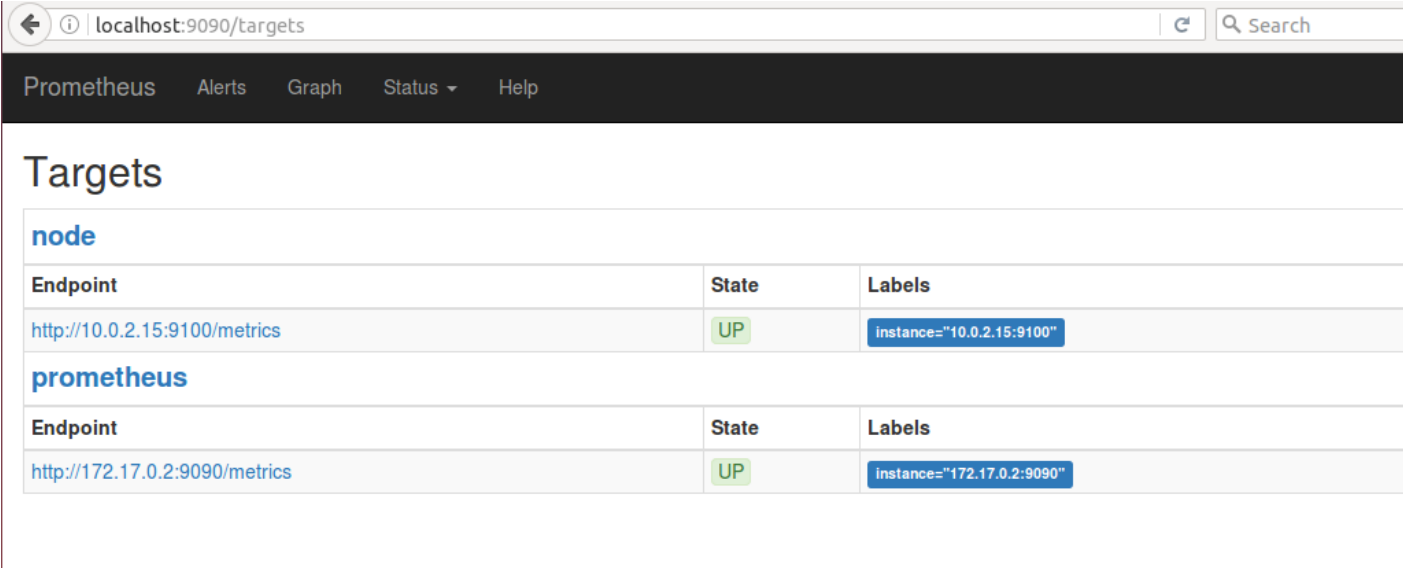 localhost:9090/targets Search
Prometheus Alerts Graph Status Help
Targets
node
Endpoint State Labels
http://10.0.2.15:9100/metrics UP instance="10.0.2.15:9100"
prometheus
Endpoint State Labels
http://172.17.0.2:9090/metrics UP instance="172.17.0.2:9090"